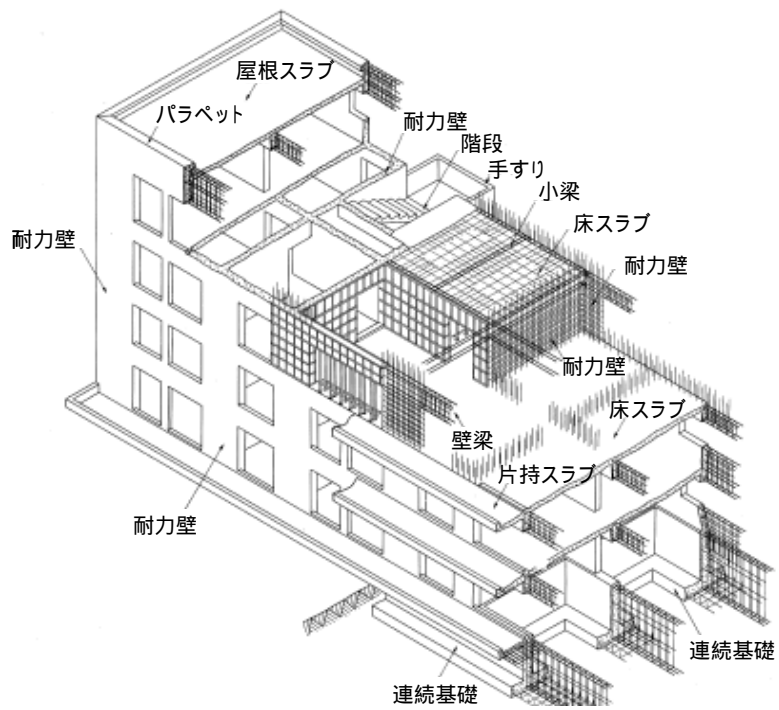 屋根スラブ
パラペット
耐力壁
階段
手すり
小梁
床スラブ
耐力壁
耐力壁
耐力壁
床スラブ
壁梁
片持スラブ
耐力壁
連続基礎
連続基礎